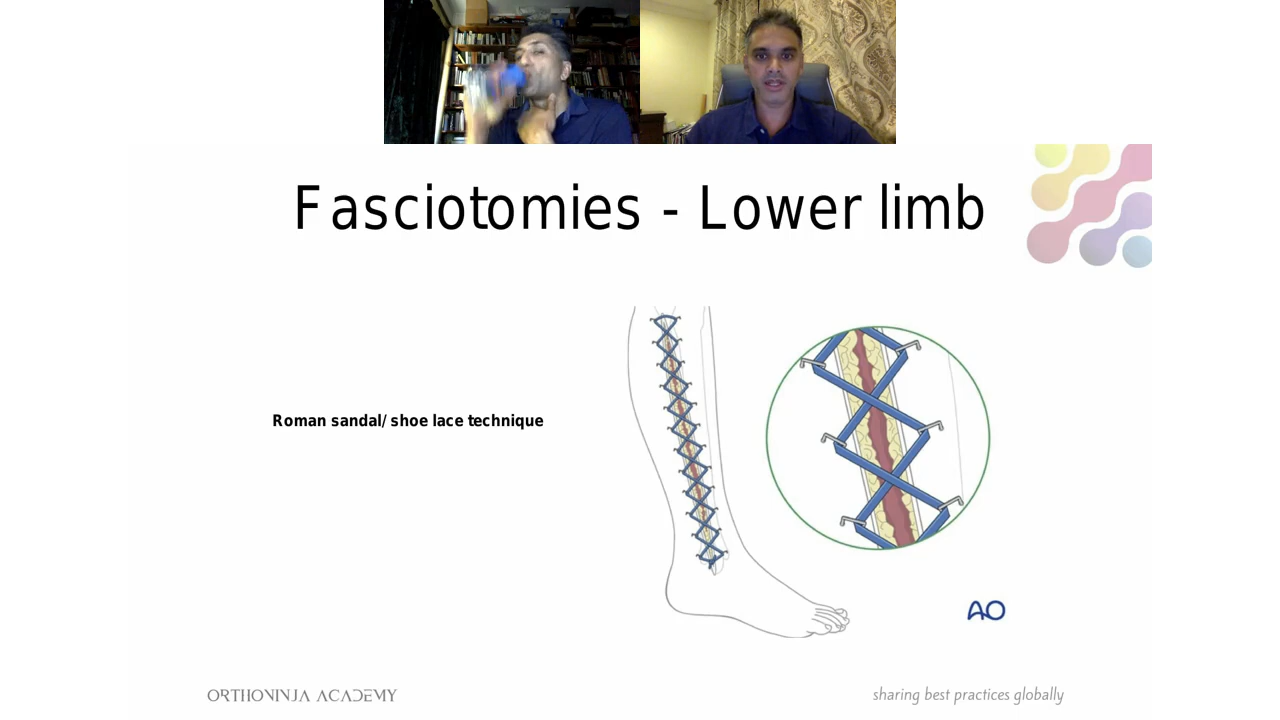 Fasciotomies - Lower limb
Roman sandal/ shoe lace technique
AO
ORTHONINJA ACADEMY
sharing best practices globally